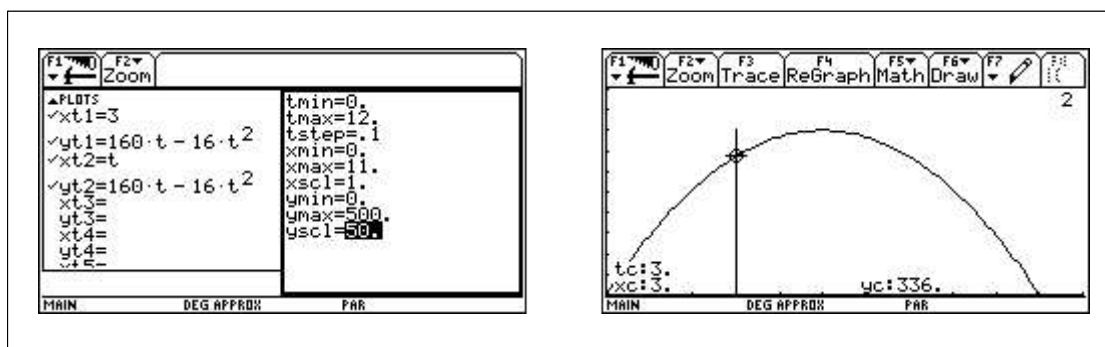 F1 F2
Zoom
PLOTS
xt1=3
yt1=160·t - 16·t2
xt2=t
yt2=160·t - 16·t2
xt3=
yt3=
xt4=
yt4=
tmin=0.
tmax=12.
tstep=.1
xmin=0.
xmax=11.
xscl=1.
ymin=0.
ymax=500.
yscl=50.
MAIN DEG APPROX PAR
F1 F2 F3 F4 F5 F6 F7
Zoom Trace ReGraph Math Draw
2
tc:3.
xc:3. yc:336.
MAIN DEG APPROX PAR